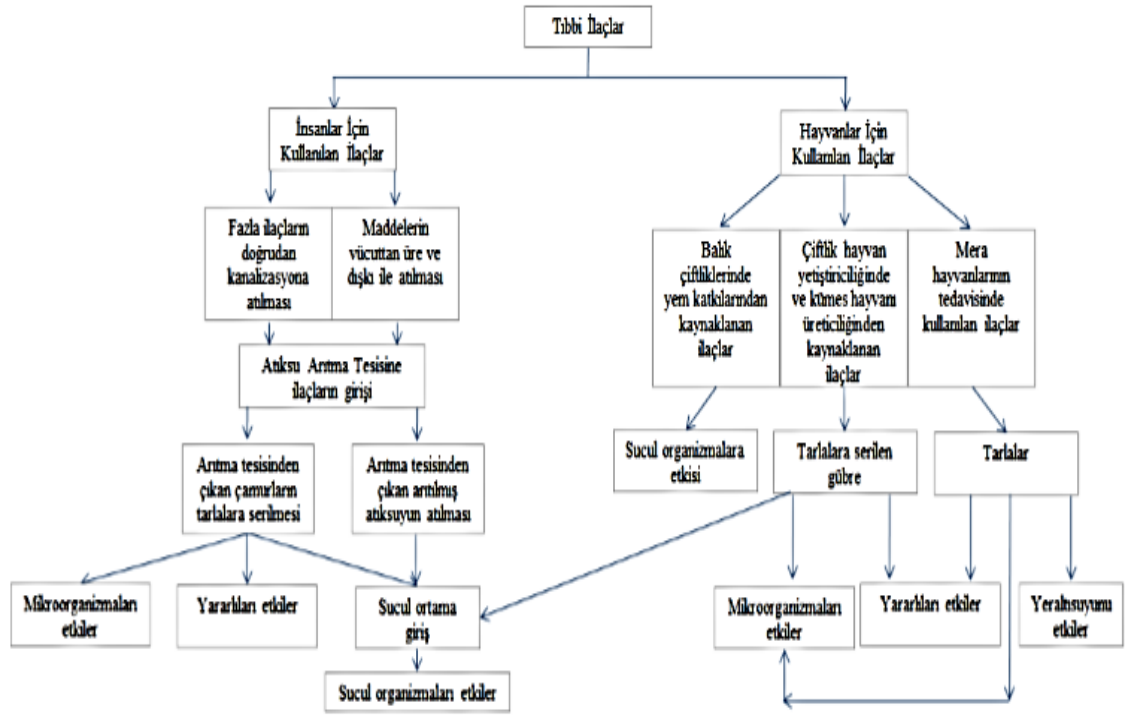 Tıbbi İlaçlar
İnsanlar İçin
Kullanılan İlaçlar
Hayvanlar İçin
Kullanılan İlaçlar
Fazla ilaçların
doğrudan
kanalizasyona
atılması
Maddelerin
vücuttan üre ve
dışkı ile atılması
Balık
çiftliklerinde
yem katkılarından
kaynaklanan
ilaçlar
Çiftlik hayvan
yetiştiriciliğinde
ve kümes hayvanı
üreticiliğinden
kaynaklanan
ilaçlar
Mera
hayvanlarının
tedavisinde
kullanılan ilaçlar
Atıksu Arıtma Tesisine
ilaçların girişi
Arıtma tesisinden
çıkan çamurların
tarlalara serilmesi
Arıtma tesisinden
çıkan arıtılmış
atıksuyun atılması
Sucul organizmalara
etkisi
Tarlalara serilen
gübre
Tarlalar
Mikroorganizmaları
etkiler
Yararlıları etkiler
Sucul ortama
giriş
Mikroorganizmaları
etkiler
Yararlıları etkiler
Yeraltısuyunu
etkiler
Sucul organizmaları etkiler